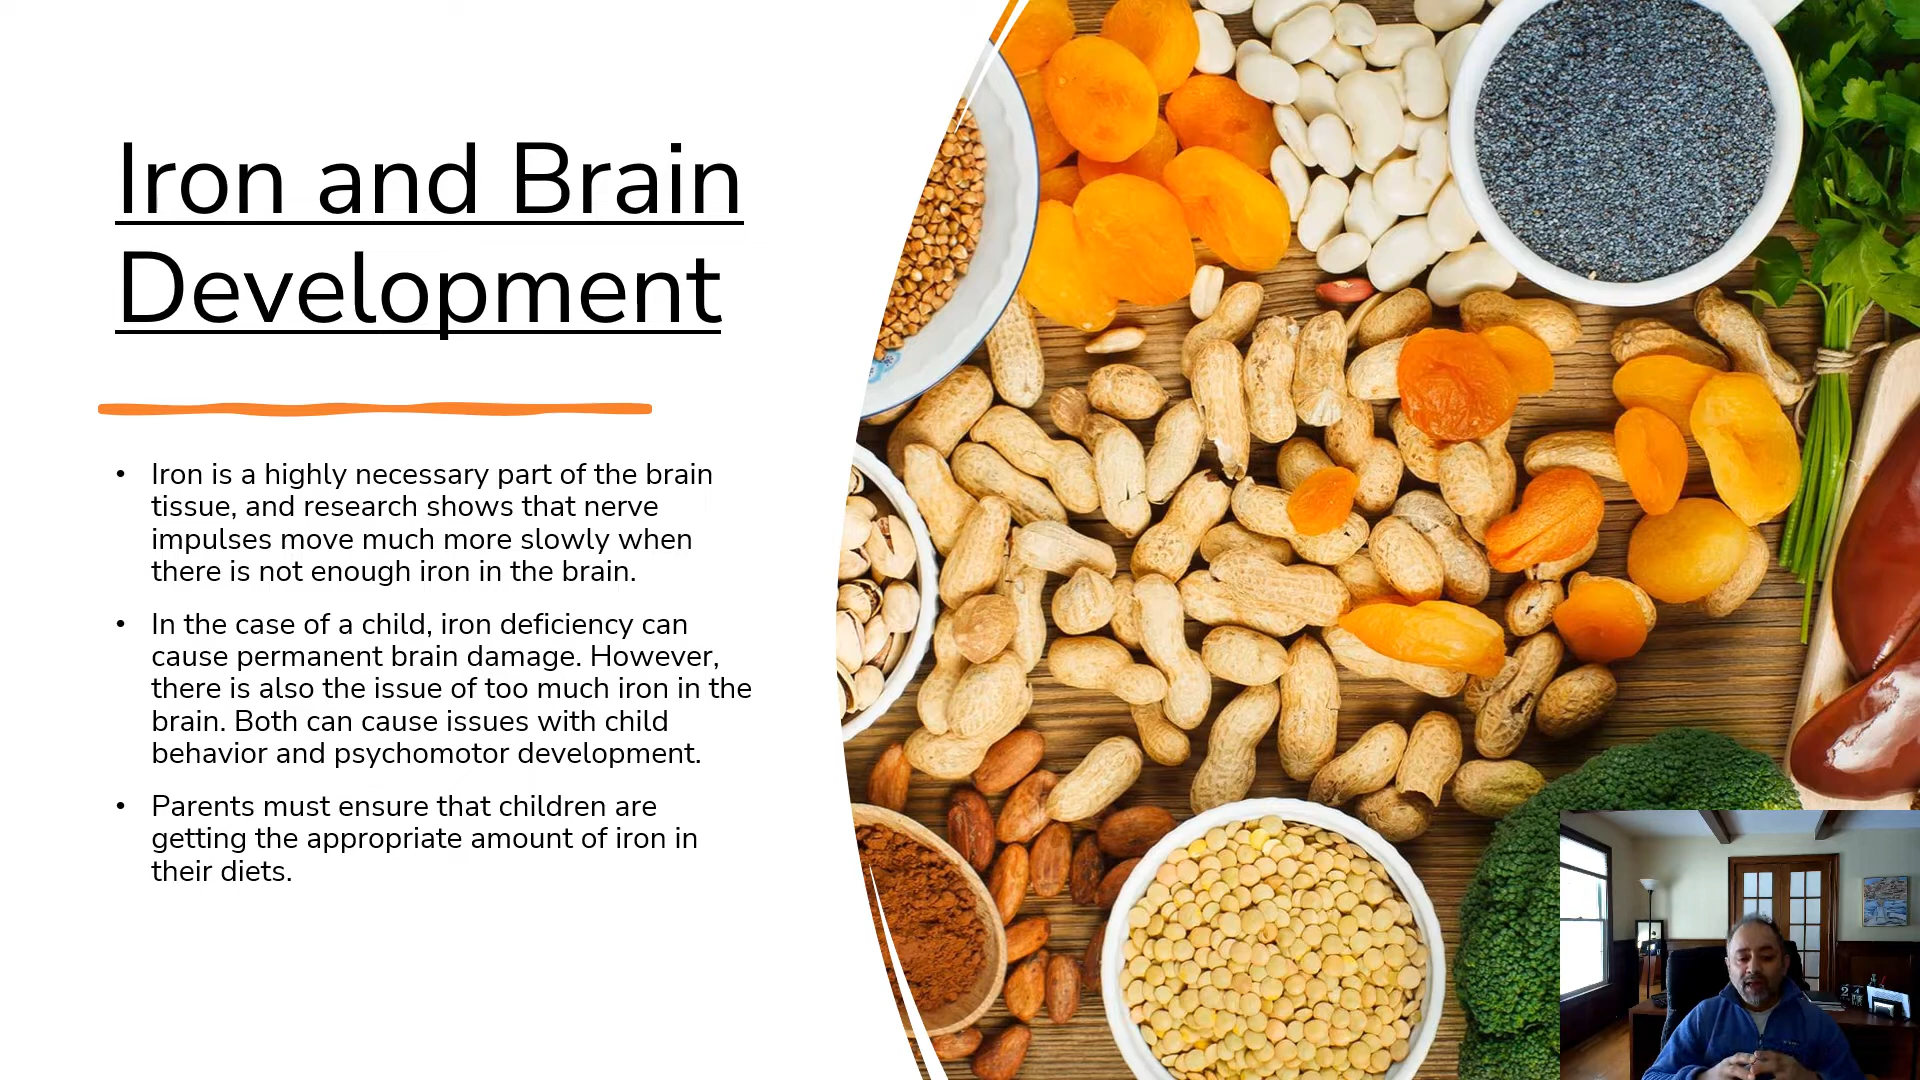 Iron and Brain
Development
• Iron is a highly necessary part of the brain
tissue, and research shows that nerve
impulses move much more slowly when
there is not enough iron in the brain.
• In the case of a child, iron deficiency can
cause permanent brain damage. However,
there is also the issue of too much iron in the
brain. Both can cause issues with child
behavior and psychomotor development.
• Parents must ensure that children are
getting the appropriate amount of iron in
their diets.